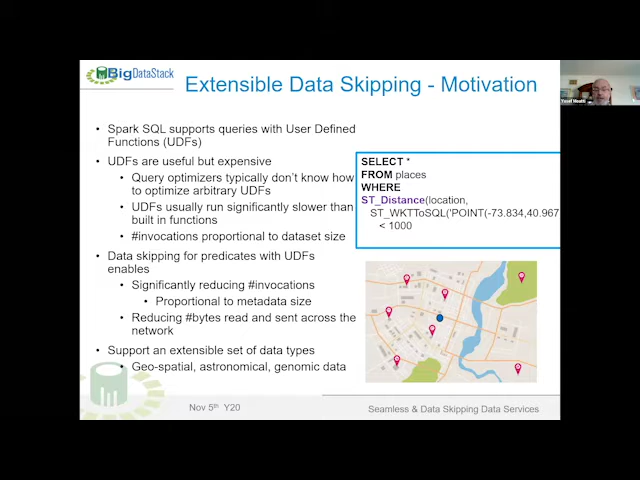 BigDataStack
Extensible Data Skipping - Motivation
• Spark SQL supports queries with User Defined
Functions (UDFs)
• UDFs are useful but expensive
• Query optimizers typically don't know how
to optimize arbitrary UDFs
• UDFs usually run significantly slower than
built in functions
• #invocations proportional to dataset size
• Data skipping for predicates with UDFs
enables
• Significantly reducing #invocations
• Proportional to metadata size
• Reducing #bytes read and sent across the
network
• Support an extensible set of data types
• Geo-spatial, astronomical, genomic data
SELECT *
FROM places
WHERE
ST_Distance(location,
ST_WKTToSQL('POINT(-73.834,40.967
< 1000
Yosef Moatti
Nov 5th Y20
Seamless & Data Skipping Data Services